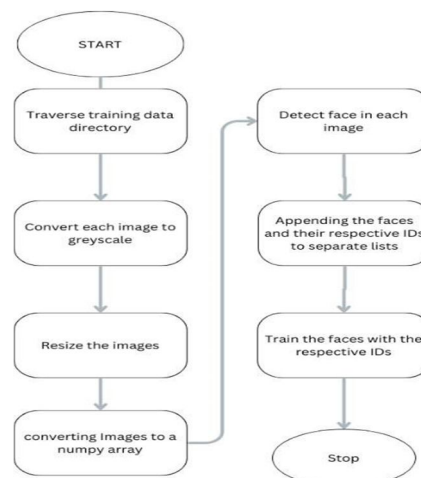 START
Traverse training data
directory
Convert each image to
greyscale
Resize the images
converting Images to a
numpy array
Detect face in each
image
Appending the faces
and their respective IDs
to separate lists
Train the faces with the
respective IDs
Stop